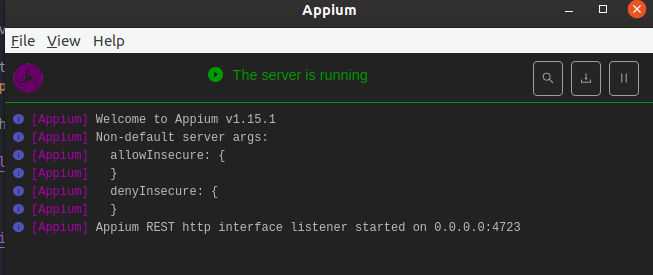 Appium
File View Help
The server is running
[Appium] Welcome to Appium v1.15.1
[Appium] Non-default server args:
[Appium] allowInsecure: {
[Appium] }
[Appium] denyInsecure: {
[Appium] }
[Appium] Appium REST http interface listener started on 0.0.0.0:4723